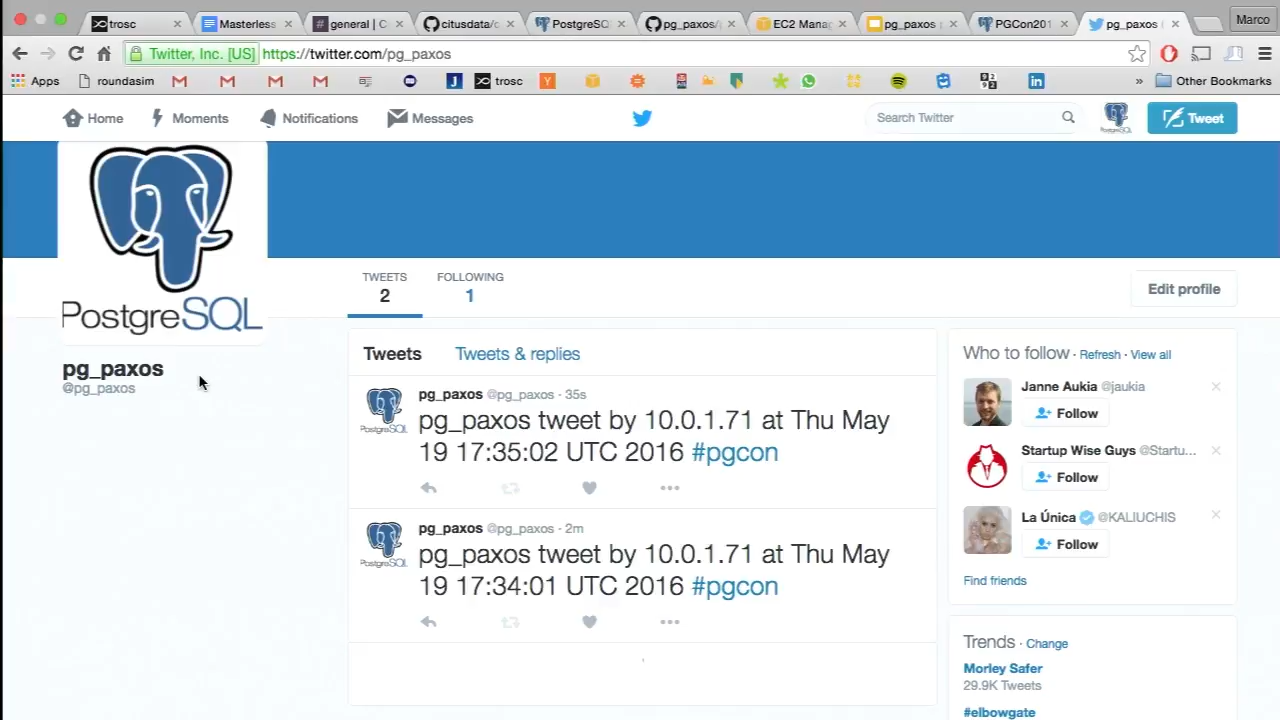 trosc
Masterless
# general | C
citusdata/c
PostgreSQ
pg_paxos/
EC2 Mana
pg_paxos
PGCon201
pg_paxos
Marco
Twitter, Inc. [US] https://twitter.com/pg_paxos
Apps roundasim trosc » Other Bookmarks
Home Moments Notifications Messages Search Twitter Tweet
PostgreSQL
TWEETS FOLLOWING
2 1
Edit profile
pg_paxos
@pg_paxos
Tweets Tweets & replies
pg_paxos @pg_paxos · 35s
pg_paxos tweet by 10.0.1.71 at Thu May
19 17:35:02 UTC 2016 #pgcon
pg_paxos @pg_paxos · 2m
pg_paxos tweet by 10.0.1.71 at Thu May
19 17:34:01 UTC 2016 #pgcon
Who to follow · Refresh · View all
Janne Aukia @jaukia
Follow
Startup Wise Guys @Startu...
Follow
La Única @KALIUCHIS
Follow
Find friends
Trends · Change
Morley Safer
29.9K Tweets
#elbowgate